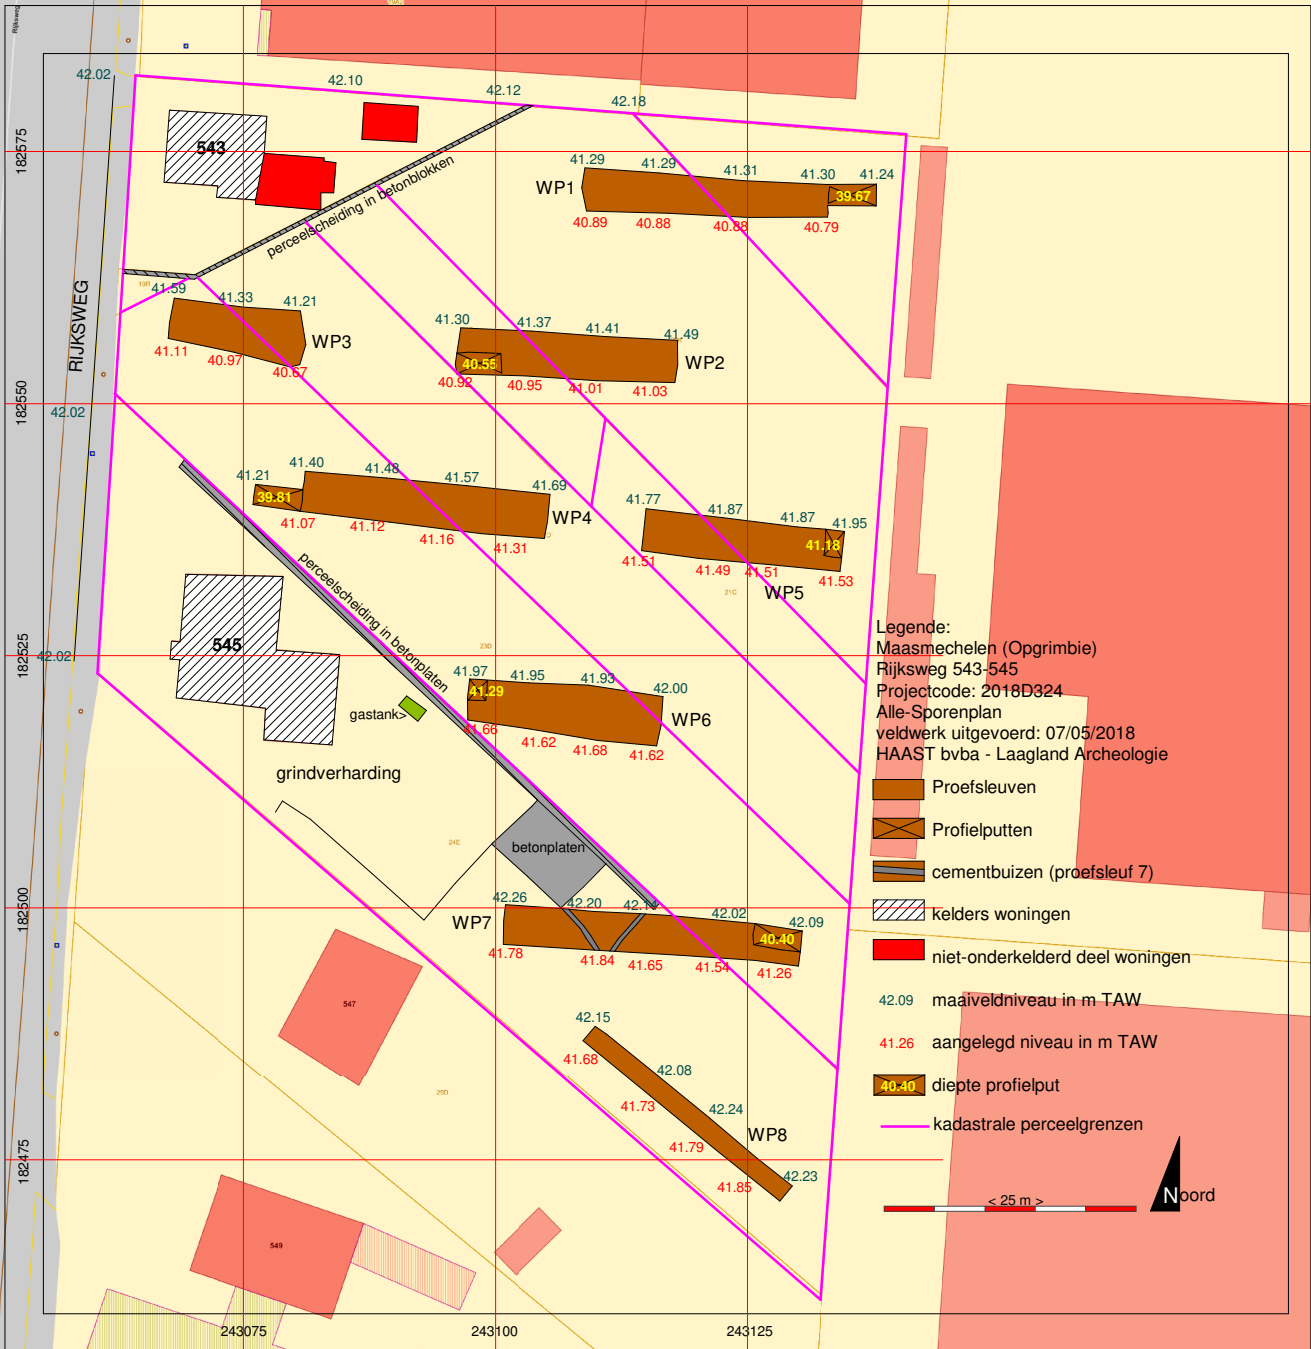 Rijksweg
42.02
42.10
42.12
42.18
182575
543
perceelscheiding in betonblokken
WP1
41.29
41.29
41.31
41.30
41.24
39.67
40.89
40.88
40.88
40.79
RIJKSWEG
19R
41.59
41.33
41.21
WP3
41.11
40.97
40.67
41.30
41.37
41.41
41.49
40.55
WP2
40.92
40.95
41.01
41.03
182550
42.02
41.21
41.40
41.48
41.57
41.69
39.81
WP4
41.07
41.12
41.16
41.31
41.77
41.87
41.87
41.95
41.18
41.51
41.49
41.51
41.53
WP5
21C
perceelscheiding in betonplaten
182525
42.02
545
23D
41.97
41.95
41.93
42.00
41.29
WP6
41.66
41.62
41.68
41.62
gastank>
grindverharding
24E
betonplaten
182500
WP7
42.26
42.20
42.14
42.02
42.09
40.40
41.78
41.84
41.65
41.54
41.26
547
25D
42.15
41.68
42.08
41.73
42.24
WP8
41.79
42.23
41.85
182475
549
243075
243100
243125
Legende:
Maasmechelen (Opgrimbie)
Rijksweg 543-545
Projectcode: 2018D324
Alle-Sporenplan
veldwerk uitgevoerd: 07/05/2018
HAAST bvba - Laagland Archeologie
Proefsleuven
Profielputten
cementbuizen (proefsleuf 7)
kelders woningen
niet-onderkelderd deel woningen
42.09 maaiveldniveau in m TAW
41.26 aangelegd niveau in m TAW
40.40 diepte profielput
kadastrale perceelgrenzen
< 25 m >
Noord